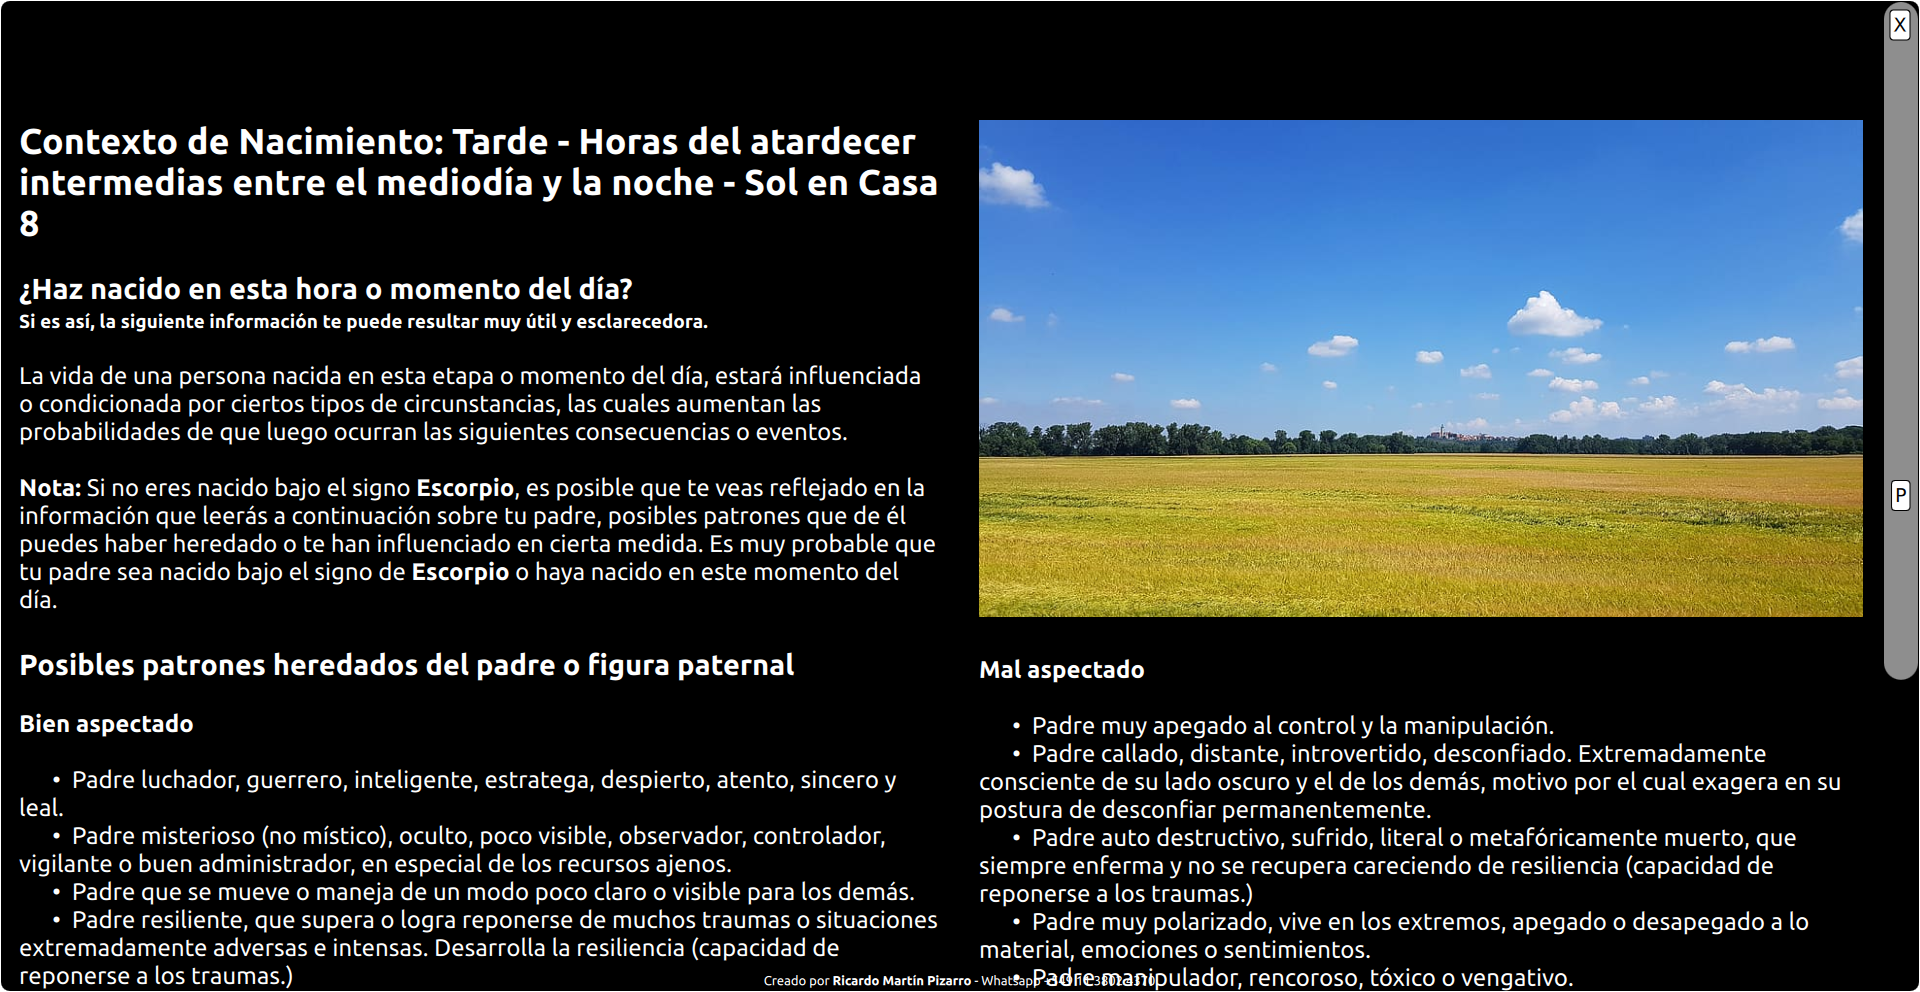 X
Contexto de Nacimiento: Tarde - Horas del atardecer
intermedias entre el mediodía y la noche - Sol en Casa
8
¿Haz nacido en esta hora o momento del día?
Si es así, la siguiente información te puede resultar muy útil y esclarecedora.
La vida de una persona nacida en esta etapa o momento del día, estará influenciada
o condicionada por ciertos tipos de circunstancias, las cuales aumentan las
probabilidades de que luego ocurran las siguientes consecuencias o eventos.
Nota: Si no eres nacido bajo el signo Escorpio, es posible que te veas reflejado en la
información que leerás a continuación sobre tu padre, posibles patrones que de él
puedes haber heredado o te han influenciado en cierta medida. Es muy probable que
tu padre sea nacido bajo el signo de Escorpio o haya nacido en este momento del
día.
P
Posibles patrones heredados del padre o figura paternal
Bien aspectado
• Padre luchador, guerrero, inteligente, estratega, despierto, atento, sincero y
leal.
• Padre misterioso (no místico), oculto, poco visible, observador, controlador,
vigilante o buen administrador, en especial de los recursos ajenos.
• Padre que se mueve o maneja de un modo poco claro o visible para los demás.
• Padre resiliente, que supera o logra reponerse de muchos traumas o situaciones
extremadamente adversas e intensas. Desarrolla la resiliencia (capacidad de
reponerse a los traumas.)
Mal aspectado
• Padre muy apegado al control y la manipulación.
• Padre callado, distante, introvertido, desconfiado. Extremadamente
consciente de su lado oscuro y el de los demás, motivo por el cual exagera en su
postura de desconfiar permanentemente.
• Padre auto destructivo, sufrido, literal o metafóricamente muerto, que
siempre enferma y no se recupera careciendo de resiliencia (capacidad de
reponerse a los traumas.)
• Padre muy polarizado, vive en los extremos, apegado o desapegado a lo
material, emociones o sentimientos.
• Padre manipulador, rencoroso, tóxico o vengativo.
Creado por Ricardo Martín Pizarro - Whatsapp